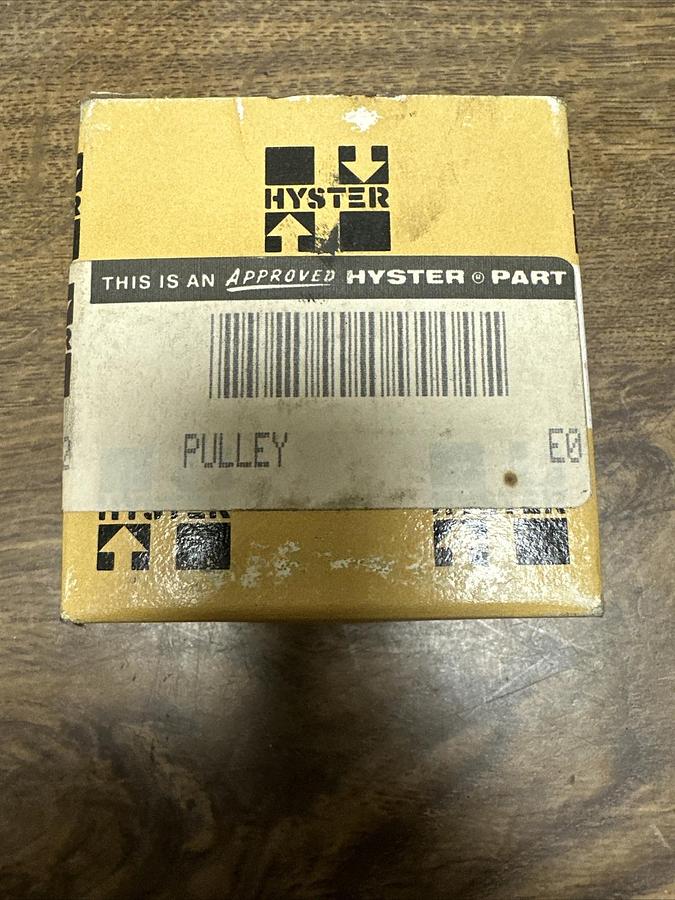 HYSTER
THIS IS AN APPROVED HYSTER ® PART
PULLEY E0